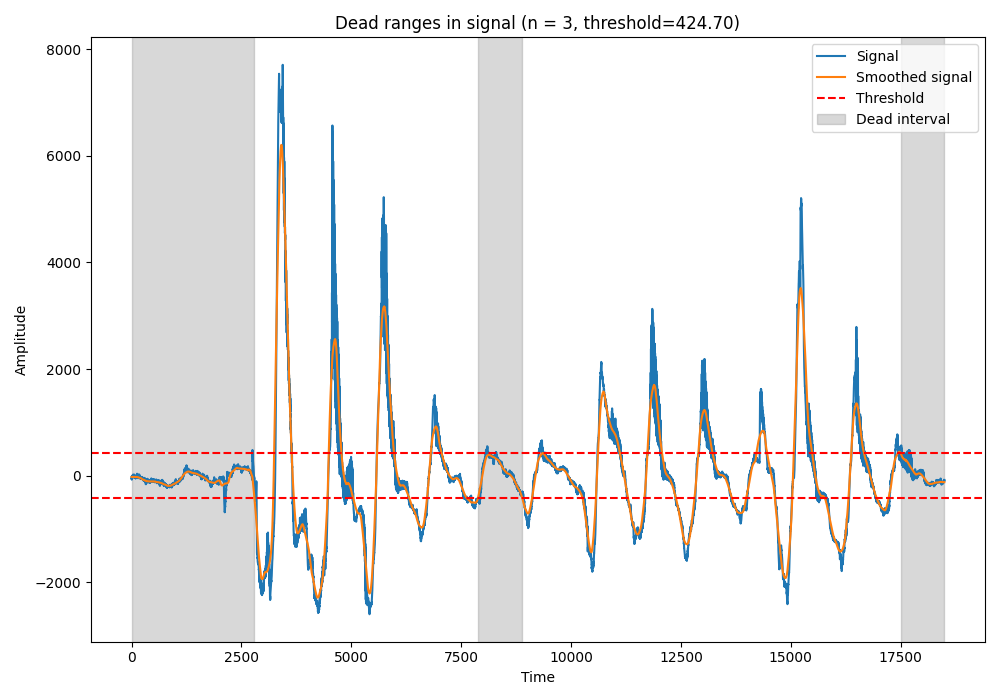 Dead ranges in signal (n = 3, threshold=424.70)
Signal
Smoothed signal
Threshold
Dead interval
8000
6000
4000
2000
0
−2000
Amplitude
0
2500
5000
7500
10000
12500
15000
17500
Time